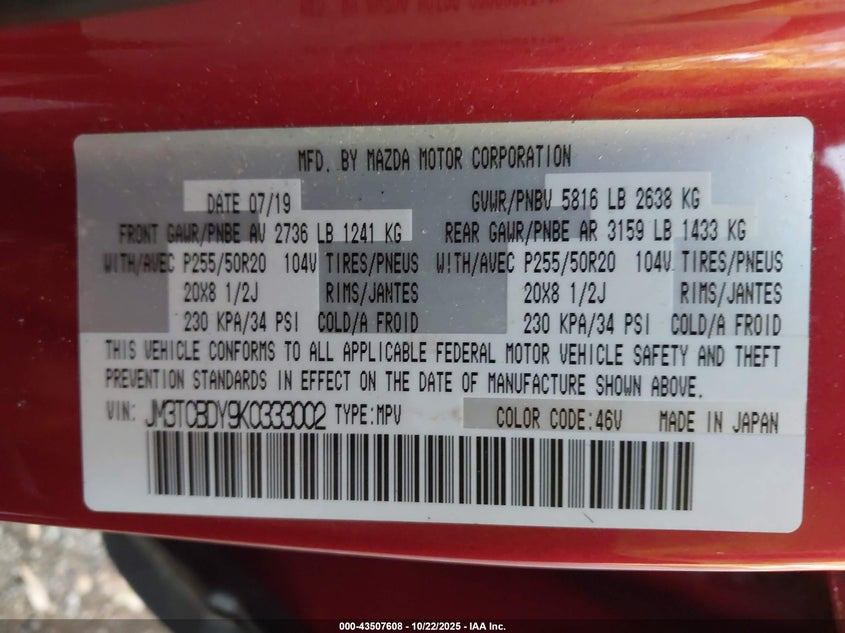 MFD. BY MAZDA MOTOR CORPORATION
DATE 07/19 GVWR/PNBV 5816 LB 2638 KG
FRONT GAWR/PNBE AV 2736 LB 1241 KG REAR GAWR/PNBE AR 3159 LB 1433 KG
WITH/AVEC P255/50R20 104V TIRES/PNEUS WITH/AVEC P255/50R20 104V TIRES/PNEUS
20X8 1/2J RIMS/JANTES 20X8 1/2J RIMS/JANTES
230 KPA/34 PSI COLD/A FROID 230 KPA/34 PSI COLD/A FROID
THIS VEHICLE CONFORMS TO ALL APPLICABLE FEDERAL MOTOR VEHICLE SAFETY AND THEFT
PREVENTION STANDARDS IN EFFECT ON THE DATE OF MANUFACTURE SHOWN ABOVE.
VIN: JM3TCBDY9K0333002 TYPE:MPV COLOR CODE:46V MADE IN JAPAN
000-43507608 - 10/22/2025 - IAA Inc.